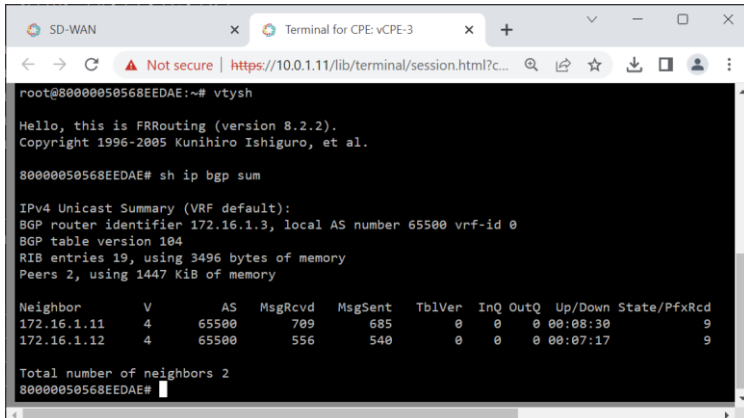 SD-WAN
Terminal for CPE: vCPE-3
Not secure | https://10.0.1.11/lib/terminal/session.html?c...
root@80000050568EEDAE:~# vtysh
Hello, this is FRRouting (version 8.2.2).
Copyright 1996-2005 Kunihiro Ishiguro, et al.
80000050568EEDAE# sh ip bgp sum
IPv4 Unicast Summary (VRF default):
BGP router identifier 172.16.1.3, local AS number 65500 vrf-id 0
BGP table version 104
RIB entries 19, using 3496 bytes of memory
Peers 2, using 1447 KiB of memory
Neighbor V AS MsgRcvd MsgSent TblVer InQ OutQ Up/Down State/PfxRcd
172.16.1.11 4 65500 709 685 0 0 0 00:08:30 9
172.16.1.12 4 65500 556 540 0 0 0 00:07:17 9
Total number of neighbors 2
80000050568EEDAE#